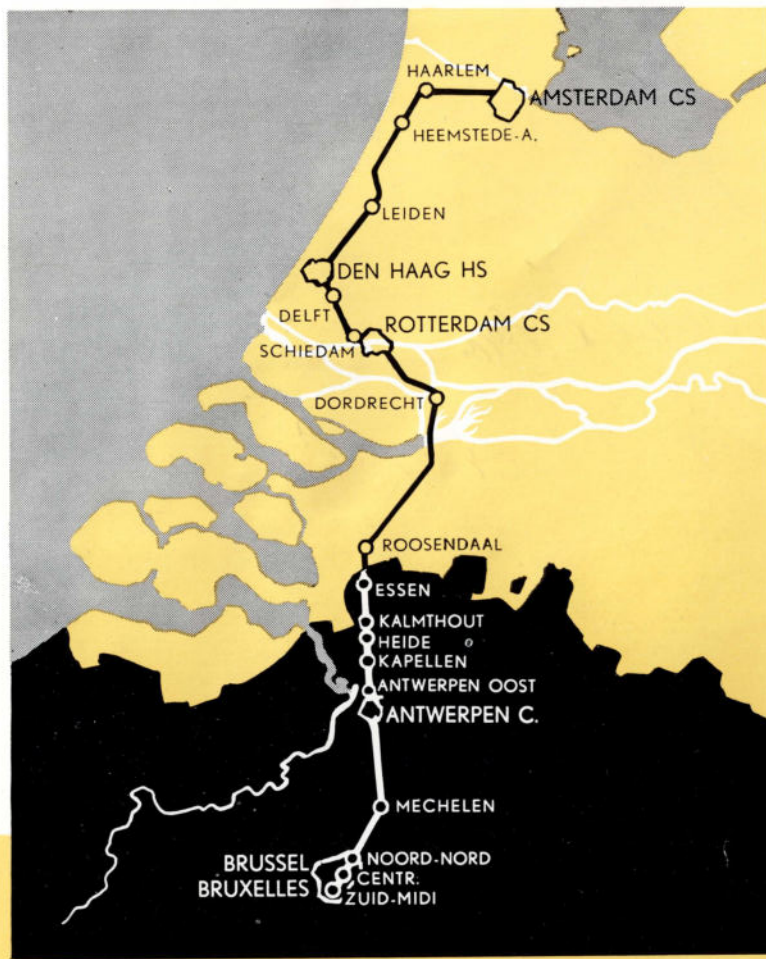 HAARLEM
AMSTERDAM CS
HEEMSTEDE-A.
LEIDEN
DEN HAAG HS
DELFT
ROTTERDAM CS
SCHIEDAM
DORDRECHT
ROOSENDAAL
ESSEN
KALMTHOUT
HEIDE
KAPELLEN
ANTWERPEN OOST
ANTWERPEN C.
MECHELEN
NOORD-NORD
BRUSSEL
CENTR.
BRUXELLES
ZUID-MIDI